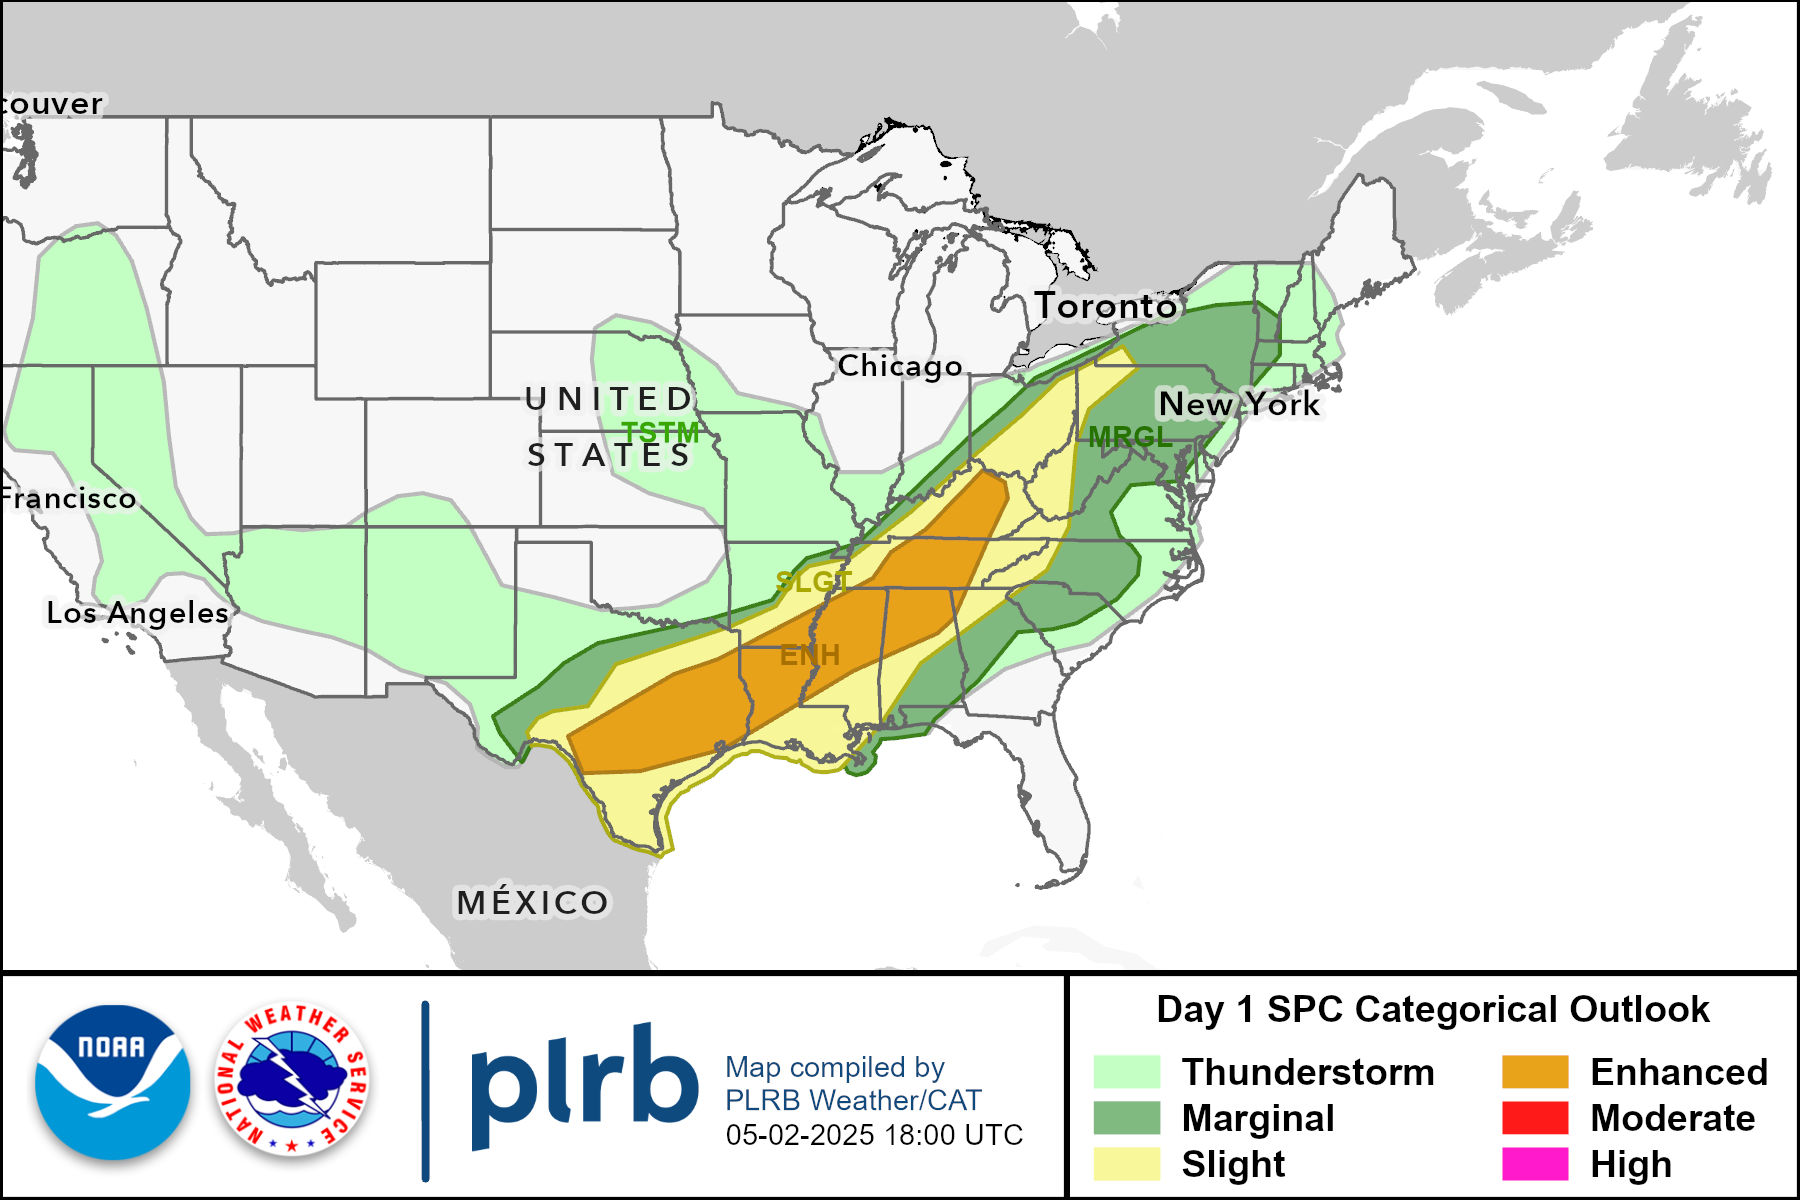 couver
Toronto
Chicago
UNITED
New York
TSTM
MRGL
STATES
Francisco
SLGT
Los Angeles
ENH
MÉXICO
NOAA
NATIONAL WEATHER SERVICE
plrb
Map compiled by
PLRB Weather/CAT
05-02-2025 18:00 UTC
Day 1 SPC Categorical Outlook
Thunderstorm
Enhanced
Marginal
Moderate
Slight
High